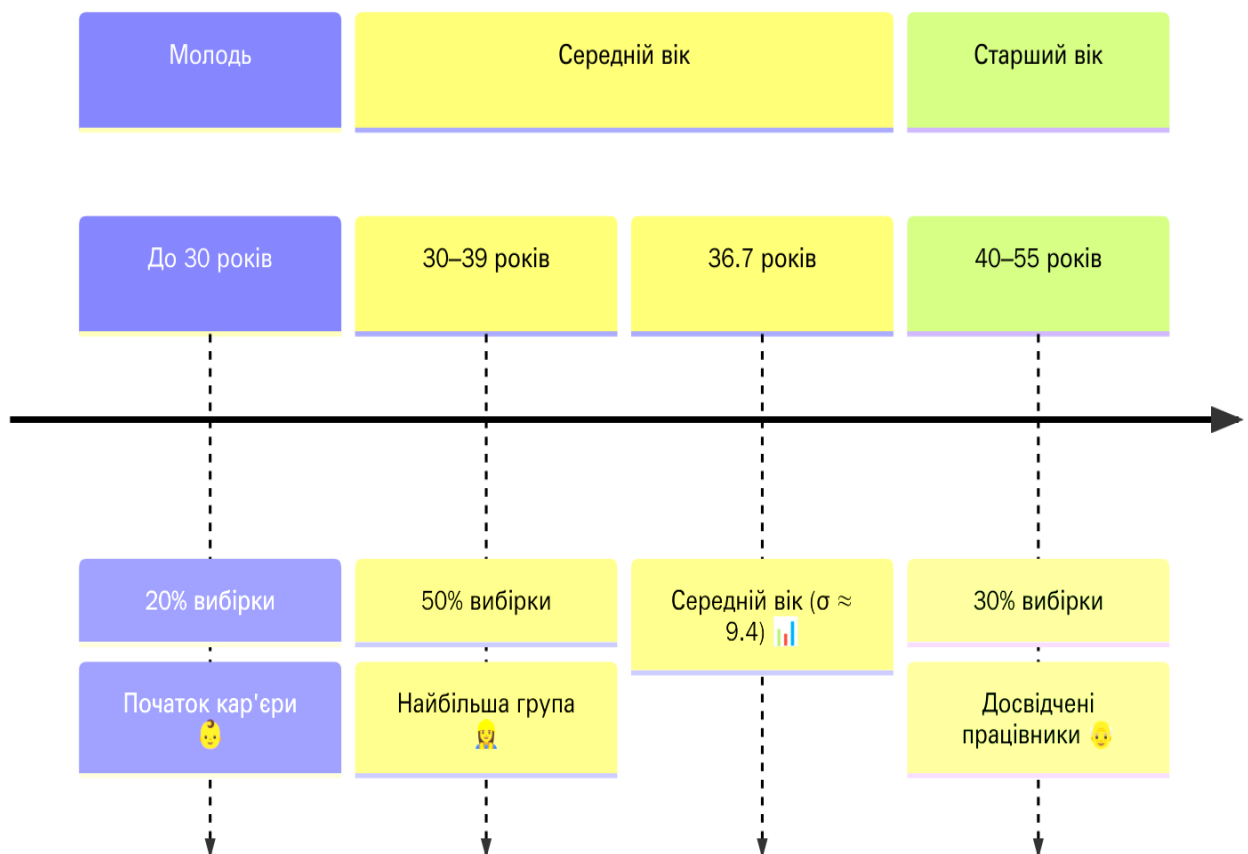 Молодь
Середній вік
Старший вік
До 30 років
30–39 років
36.7 років
40–55 років
20% вибірки
50% вибірки
Середній вік (σ ≈
9.4) 📊
30% вибірки
Початок кар'єри
👶
Найбільша група
👷‍♀️
Досвідчені
працівники 👴